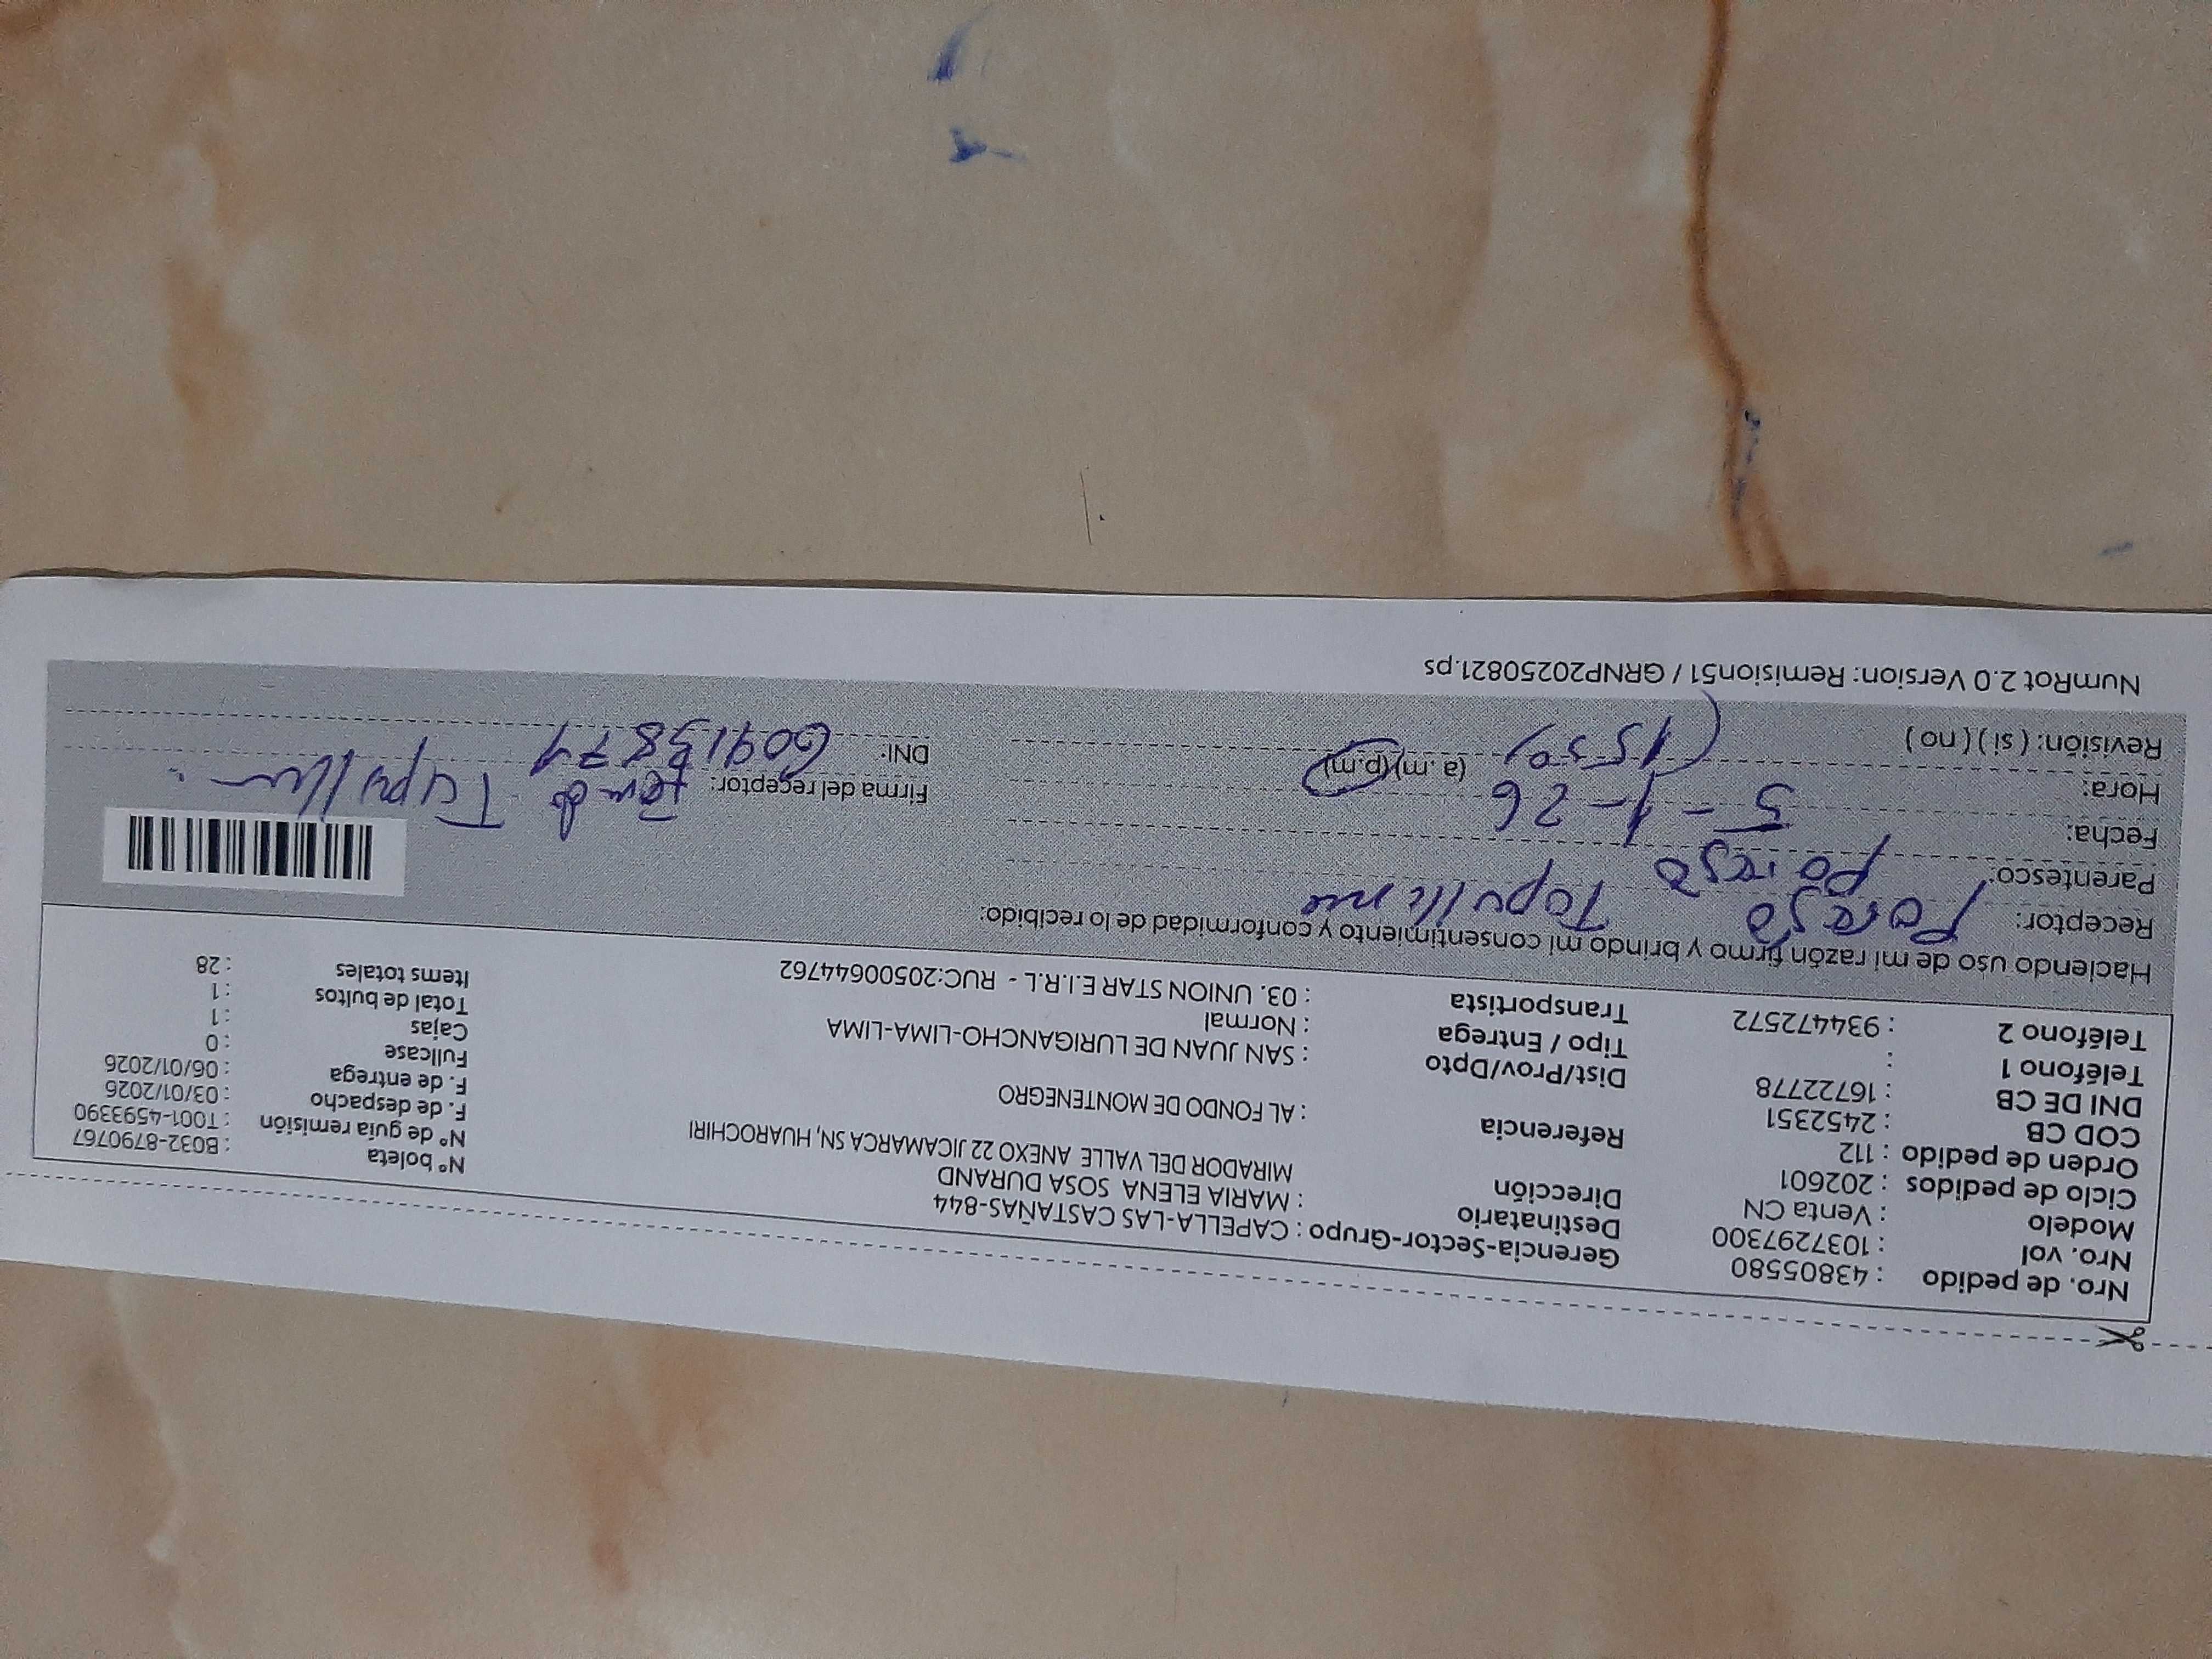 Nro. de pedido : 43805580
Nro. vol : 1037297300
Modelo : Venta CN
Ciclo de pedidos : 202601
Orden de pedido : 112
COD CB : 2452351
DNI DE CB : 16722778
Teléfono 1 :
Teléfono 2 : 934472572
Gerencia-Sector-Grupo : CAPELLA-LAS CASTAÑAS-844
Destinatario : MARIA ELENA SOSA DURAND
Dirección MIRADOR DEL VALLE ANEXO 22 JICAMARCA SN, HUAROCHIRI
Referencia : AL FONDO DE MONTENEGRO
Dist/Prov/Dpto : SAN JUAN DE LURIGANCHO-LIMA-LIMA
Tipo / Entrega : Normal
Transportista : 03. UNION STAR E.I.R.L - RUC:20500644762
N° boleta : B032-8790767
N° de guía remisión : T001-4593390
F. de despacho : 03/01/2026
F. de entrega : 06/01/2026
Fullcase : 0
Cajas : 1
Total de bultos : 1
Items totales : 28
Haciendo uso de mi razón firmo y brindo mi consentimiento y conformidad de lo recibido:
Receptor:
Parentesco:
Fecha: 5-1-26
Hora: (1550) (a.m)(p.m)
Revisión: ( si ) ( no )
Firma del receptor:
DNI:
NumRot 2.0 Version: Remision51 / GRNP20250821.ps